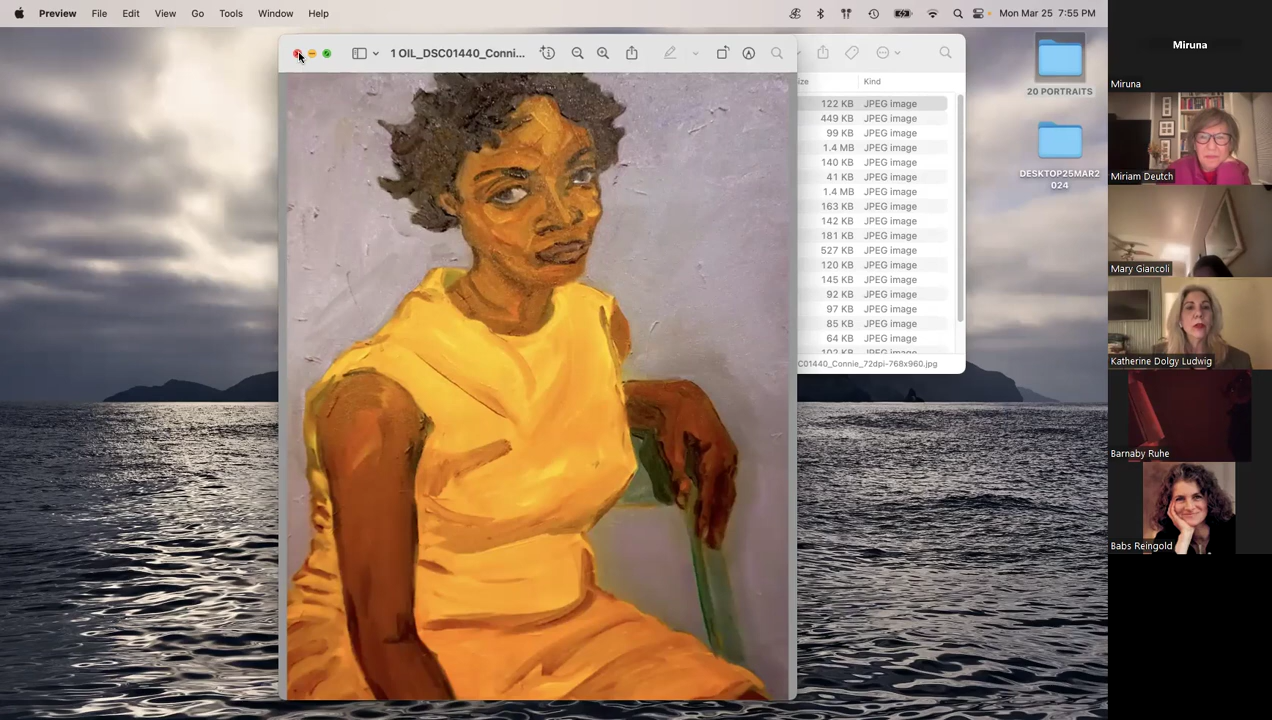 Preview File Edit View Go Tools Window Help
Mon Mar 25 7:55 PM
1 OIL_DSC01440_Conni...
Kind
122 KB JPEG image
449 KB JPEG image
99 KB JPEG image
1.4 MB JPEG image
140 KB JPEG image
41 KB JPEG image
1.4 MB JPEG image
163 KB JPEG image
142 KB JPEG image
181 KB JPEG image
527 KB JPEG image
120 KB JPEG image
145 KB JPEG image
92 KB JPEG image
97 KB JPEG image
85 KB JPEG image
64 KB JPEG image
102 KB JPEG image
C01440_Connie_72dpi-768x960.jpg
20 PORTRAITS
DESKTOP25MAR2
024
Miruna
Miruna
Miriam Deutch
Mary Giancoli
Katherine Dolgy Ludwig
Barnaby Ruhe
Babs Reingold